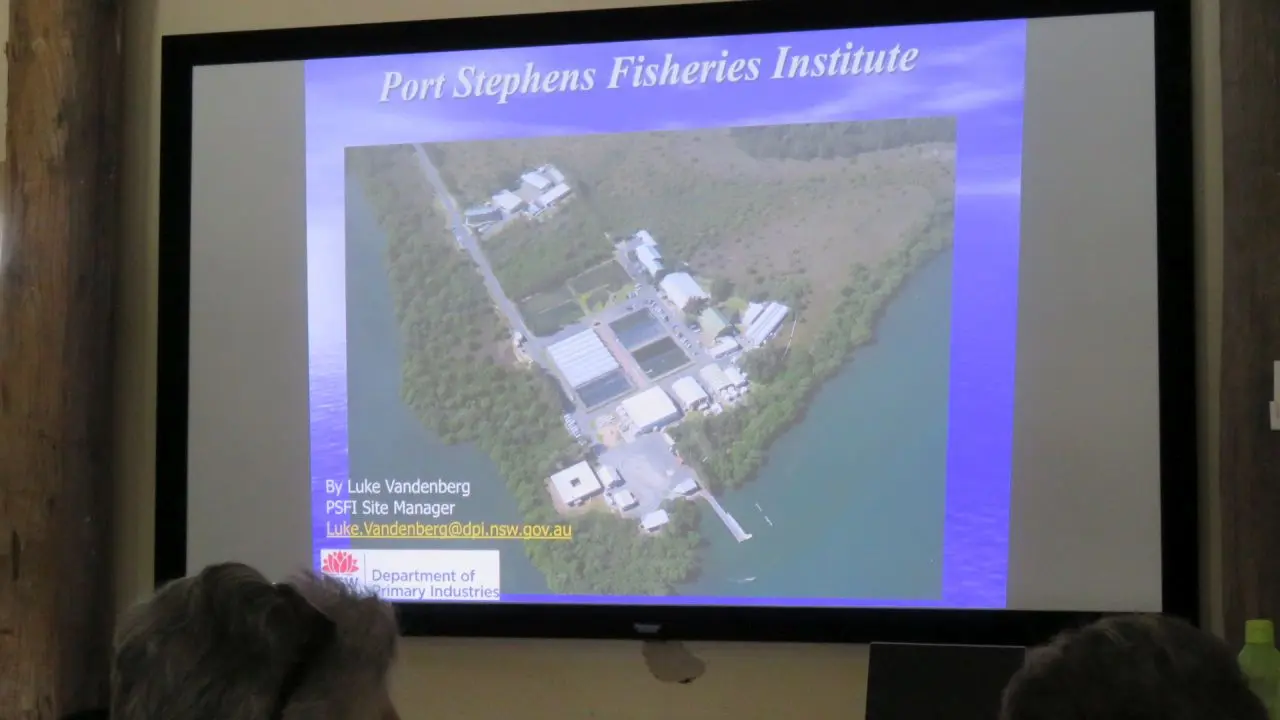 Port Stephens Fisheries Institute
By Luke Vandenberg
PSFI Site Manager
Luke.Vandenberg@dpi.nsw.gov.au
NSW
Department of
Primary Industries